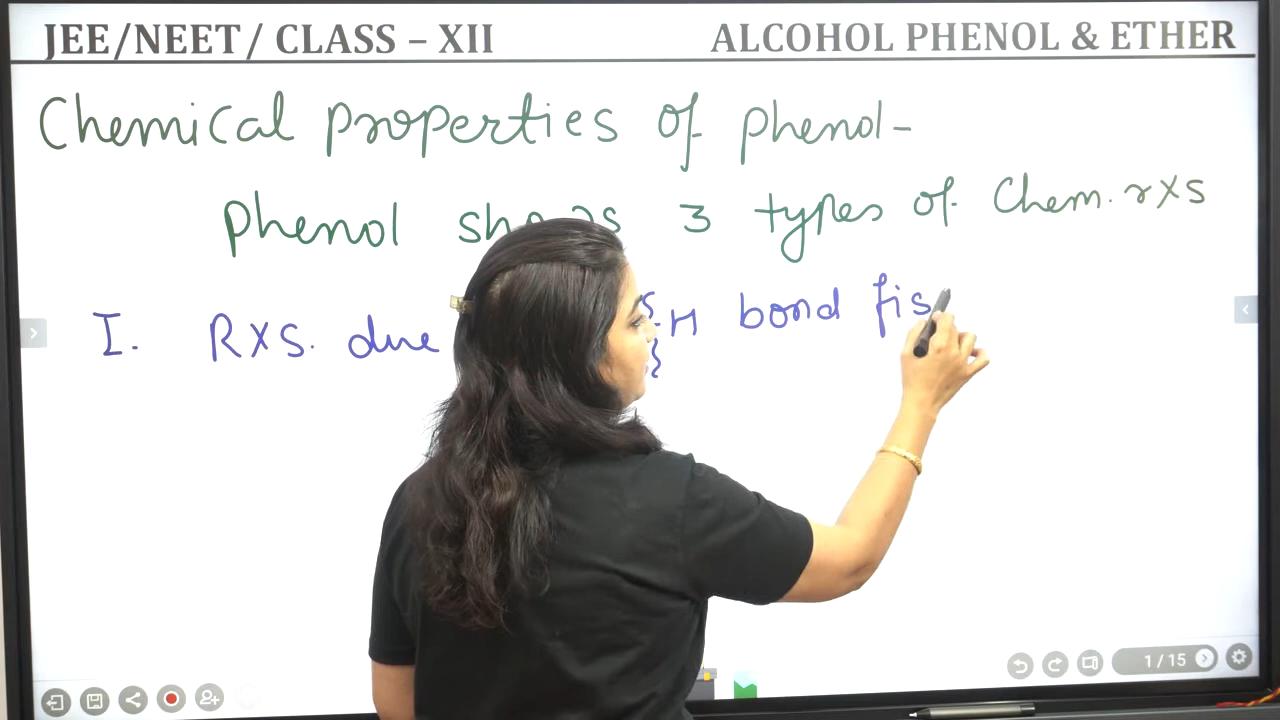 JEE/NEET/ CLASS – XII
ALCOHOL PHENOL & ETHER
Chemical properties of phenol-
Phenol shows 3 types of Chem. rxs
I. RXS. due H bond fis
1 / 15